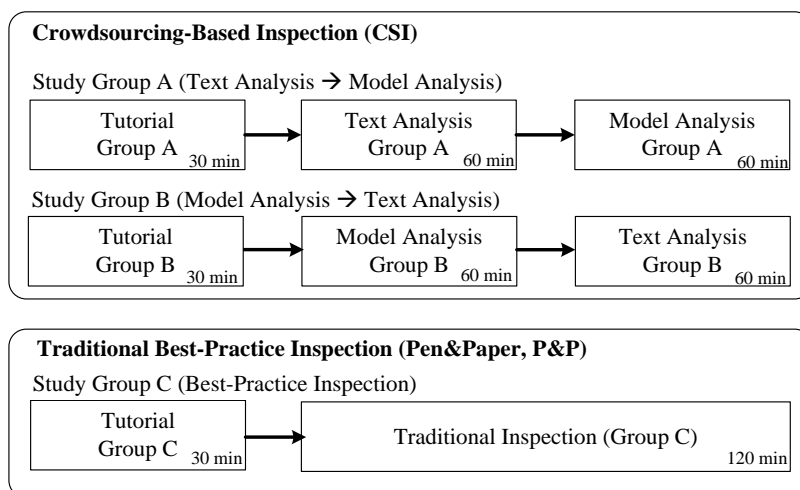 Crowdsourcing-Based Inspection (CSI)
Study Group A (Text Analysis → Model Analysis)
Tutorial
Group A
30 min
Text Analysis
Group A
60 min
Model Analysis
Group A
60 min
Study Group B (Model Analysis → Text Analysis)
Tutorial
Group B
30 min
Model Analysis
Group B
60 min
Text Analysis
Group B
60 min
Traditional Best-Practice Inspection (Pen&Paper, P&P)
Study Group C (Best-Practice Inspection)
Tutorial
Group C
30 min
Traditional Inspection (Group C)
120 min